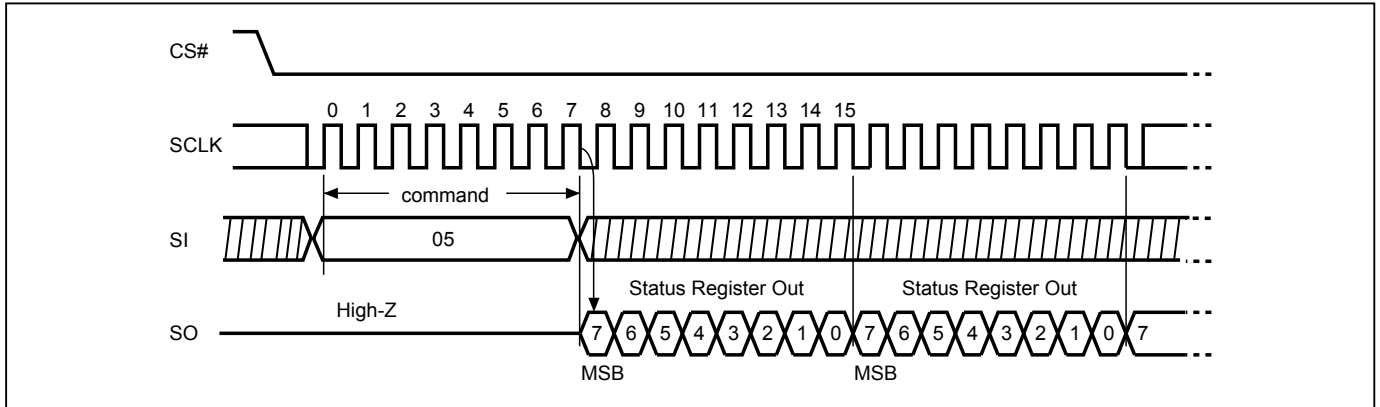 CS#
0 1 2 3 4 5 6 7 8 9 10 11 12 13 14 15
SCLK
command
SI
05
Status Register Out Status Register Out
High-Z
SO
7 6 5 4 3 2 1 0 7 6 5 4 3 2 1 0 7
MSB MSB